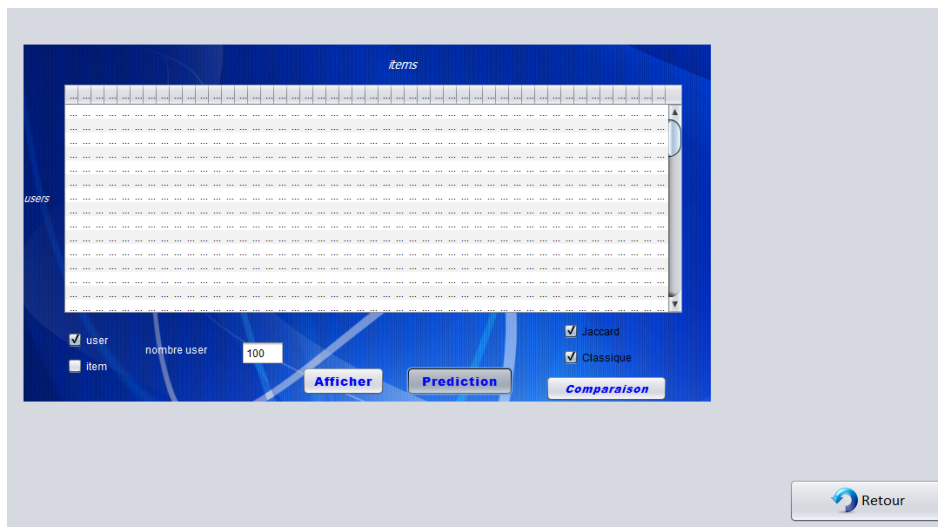 items
users
user
item
nombre user
100
Afficher
Prediction
Jaccard
Classique
Comparaison
Retour